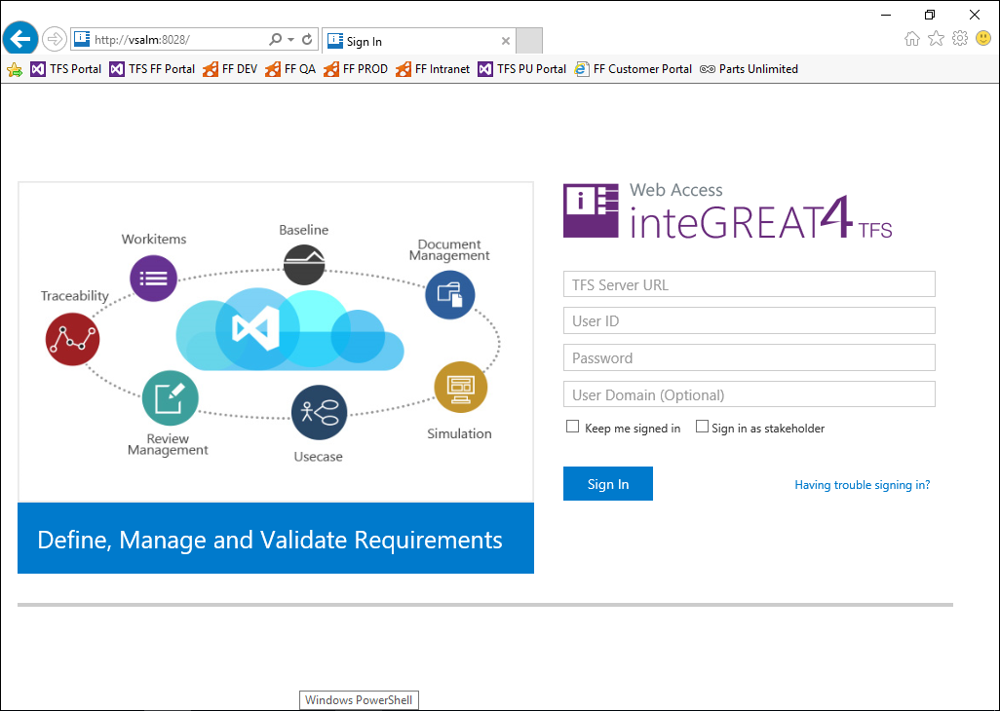 http://vsalm:8028/
Sign In
TFS Portal TFS FF Portal FF DEV FF QA FF PROD FF Intranet TFS PU Portal FF Customer Portal Parts Unlimited
Workitems
Baseline
Document
Management
Traceability
Review
Management
Usecase
Simulation
Define, Manage and Validate Requirements
Web Access
inteGREAT4 TFS
TFS Server URL
User ID
Password
User Domain (Optional)
Keep me signed in Sign in as stakeholder
Sign In
Having trouble signing in?
Windows PowerShell